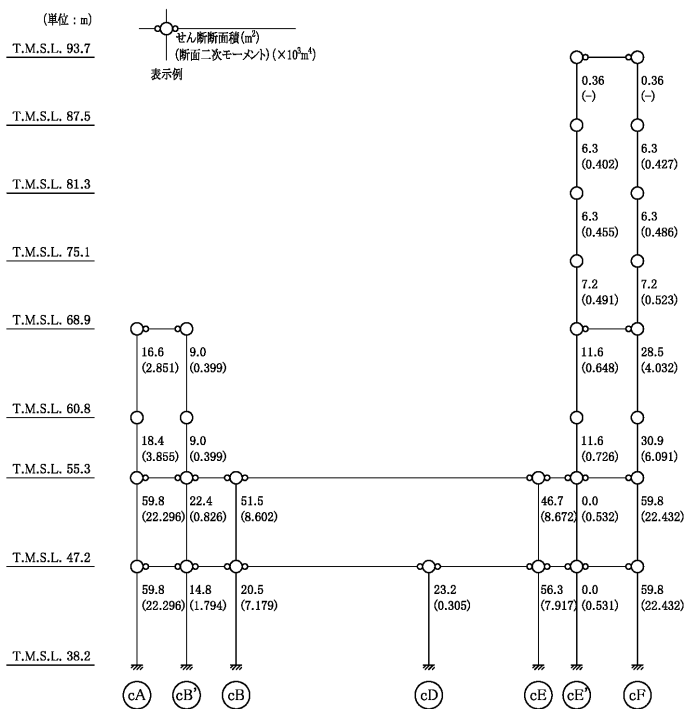 (単位：m)
せん断断面積(m²)
(断面二次モーメント)(×10³m⁴)
表示例
T.M.S.L. 93.7
0.36 0.36
(-) (-)
T.M.S.L. 87.5
6.3 6.3
(0.402) (0.427)
T.M.S.L. 81.3
6.3 6.3
(0.455) (0.486)
T.M.S.L. 75.1
7.2 7.2
(0.491) (0.523)
T.M.S.L. 68.9
16.6 9.0 11.6 28.5
(2.851) (0.399) (0.648) (4.032)
T.M.S.L. 60.8
18.4 9.0 11.6 30.9
(3.855) (0.399) (0.726) (6.091)
T.M.S.L. 55.3
59.8 22.4 51.5 46.7 0.0 59.8
(22.296) (0.826) (8.602) (8.672) (0.532) (22.432)
T.M.S.L. 47.2
59.8 14.8 20.5 23.2 56.3 0.0 59.8
(22.296) (1.794) (7.179) (0.305) (7.917) (0.531) (22.432)
T.M.S.L. 38.2
cA cB' cB cD cE cE' cF